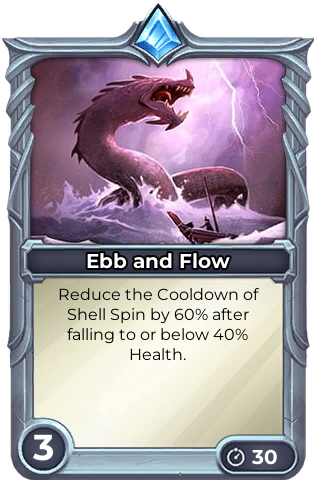 Ebb and Flow
Reduce the Cooldown of
Shell Spin by 60% after
falling to or below 40%
Health.
3
30